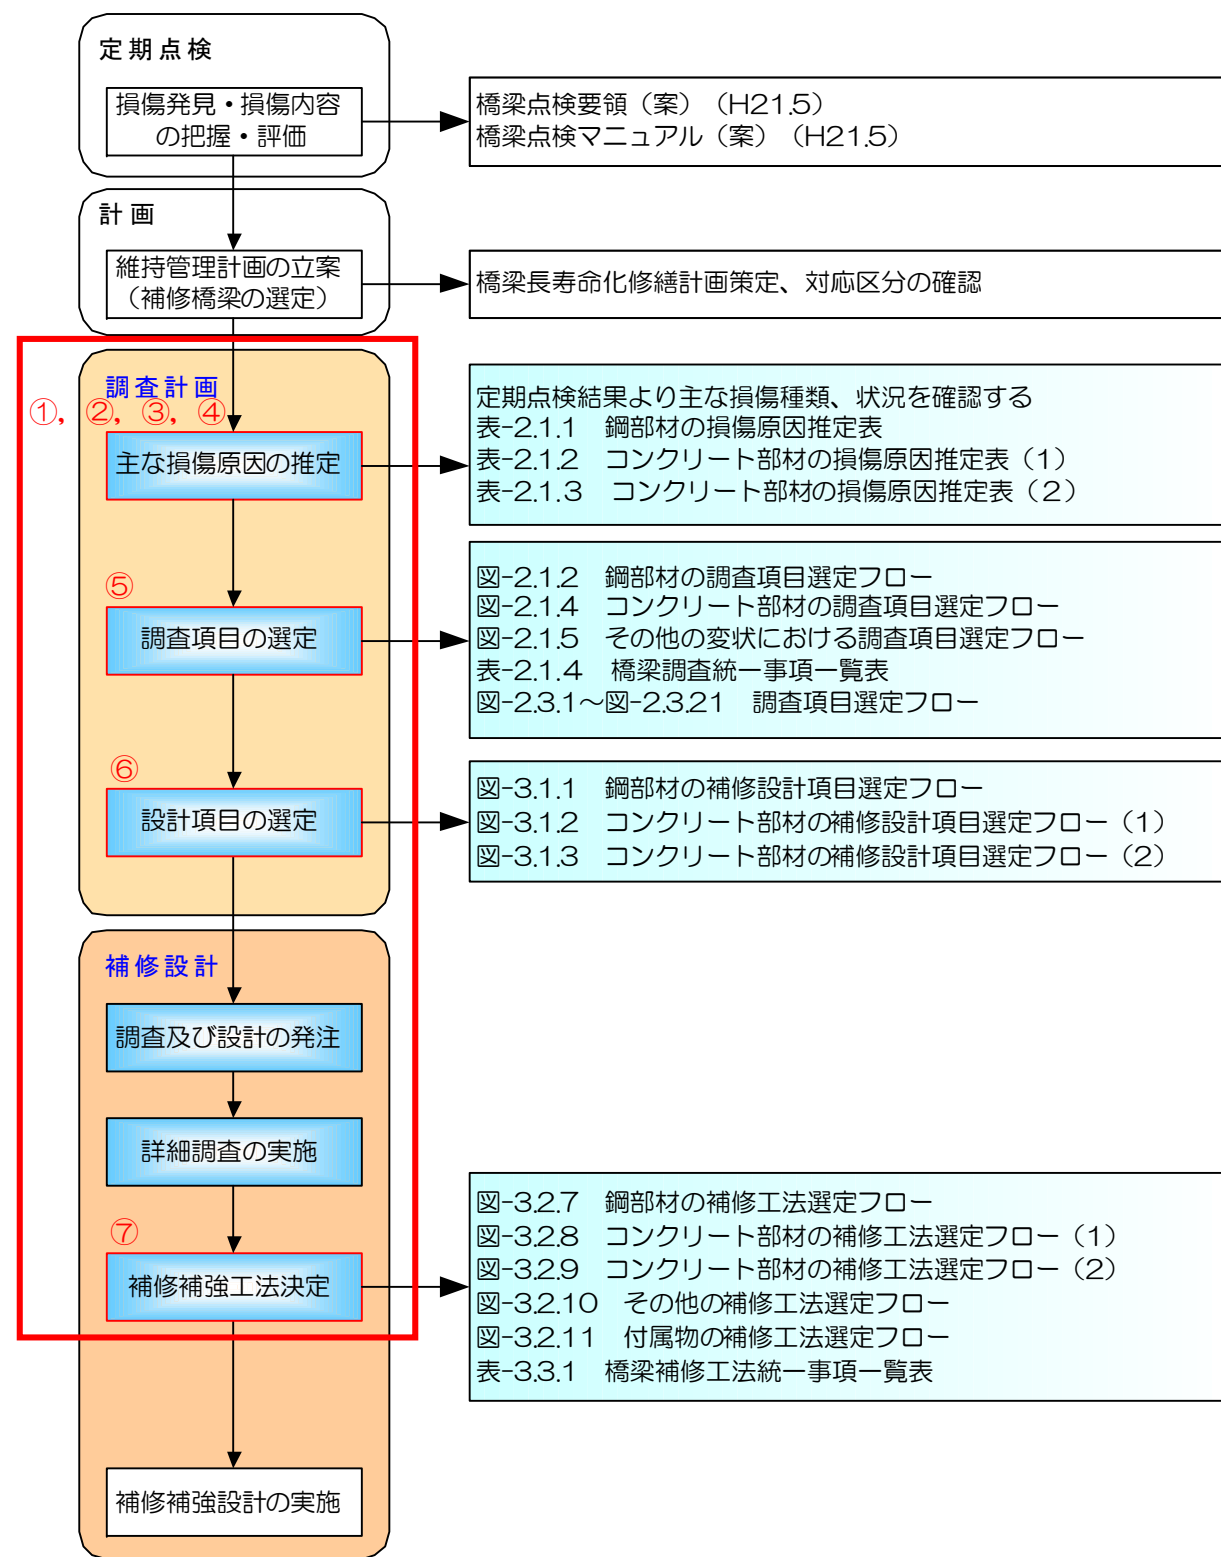 定期点検
損傷発見・損傷内容
の把握・評価
橋梁点検要領（案）（H21.5）
橋梁点検マニュアル（案）（H21.5）
計画
維持管理計画の立案
（補修橋梁の選定）
橋梁長寿命化修繕計画策定、対応区分の確認
調査計画
①, ②, ③, ④
主な損傷原因の推定
定期点検結果より主な損傷種類、状況を確認する
表-2.1.1 鋼部材の損傷原因推定表
表-2.1.2 コンクリート部材の損傷原因推定表（1）
表-2.1.3 コンクリート部材の損傷原因推定表（2）
⑤
調査項目の選定
図-2.1.2 鋼部材の調査項目選定フロー
図-2.1.4 コンクリート部材の調査項目選定フロー
図-2.1.5 その他の変状における調査項目選定フロー
表-2.1.4 橋梁調査統一事項一覧表
図-2.3.1～図-2.3.21 調査項目選定フロー
⑥
設計項目の選定
図-3.1.1 鋼部材の補修設計項目選定フロー
図-3.1.2 コンクリート部材の補修設計項目選定フロー（1）
図-3.1.3 コンクリート部材の補修設計項目選定フロー（2）
補修設計
調査及び設計の発注
詳細調査の実施
⑦
補修補強工法決定
図-3.2.7 鋼部材の補修工法選定フロー
図-3.2.8 コンクリート部材の補修工法選定フロー（1）
図-3.2.9 コンクリート部材の補修工法選定フロー（2）
図-3.2.10 その他の補修工法選定フロー
図-3.2.11 付属物の補修工法選定フロー
表-3.3.1 橋梁補修工法統一事項一覧表
補修補強設計の実施